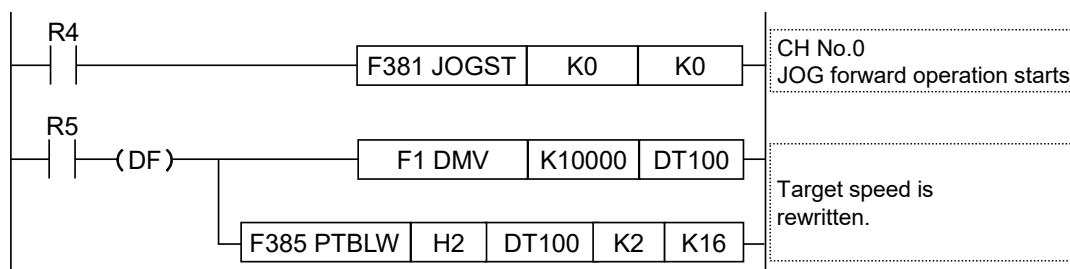 R4
F381 JOGST K0 K0
CH No.0
JOG forward operation starts
R5
(DF)
F1 DMV K10000 DT100
Target speed is
rewritten.
F385 PTBLW H2 DT100 K2 K16